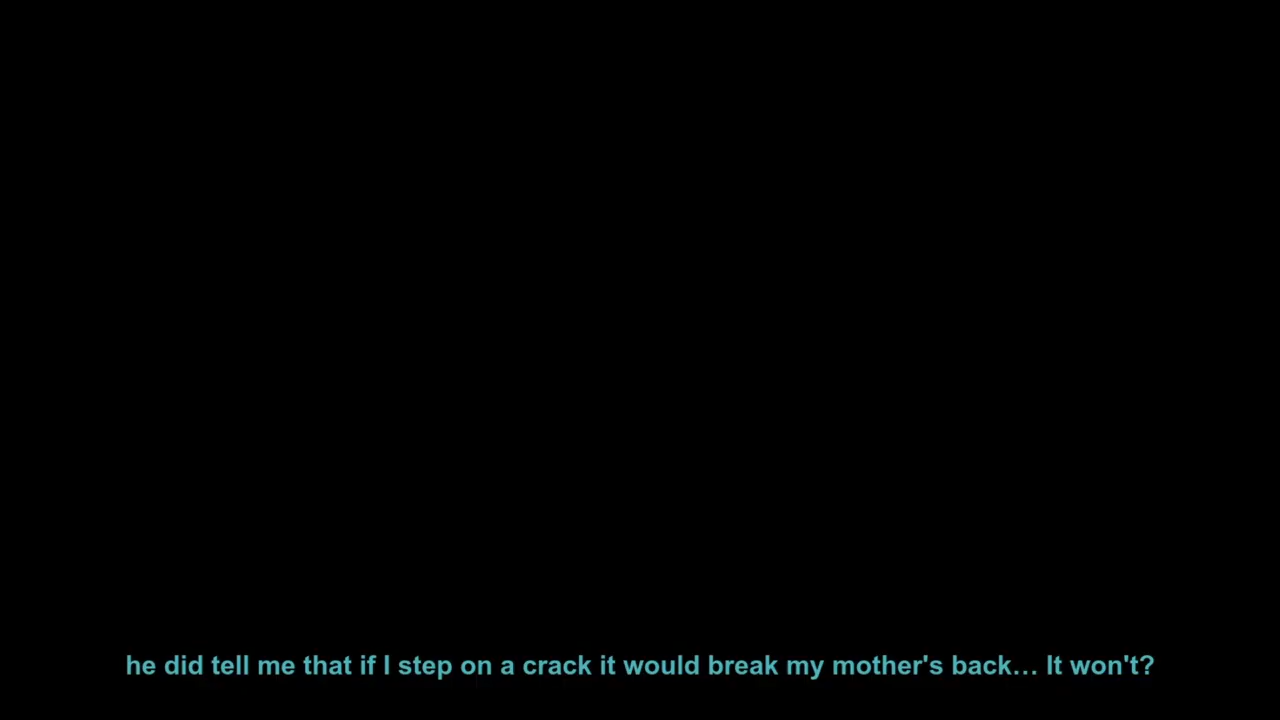 he did tell me that if I step on a crack it would break my mother's back… It won't?